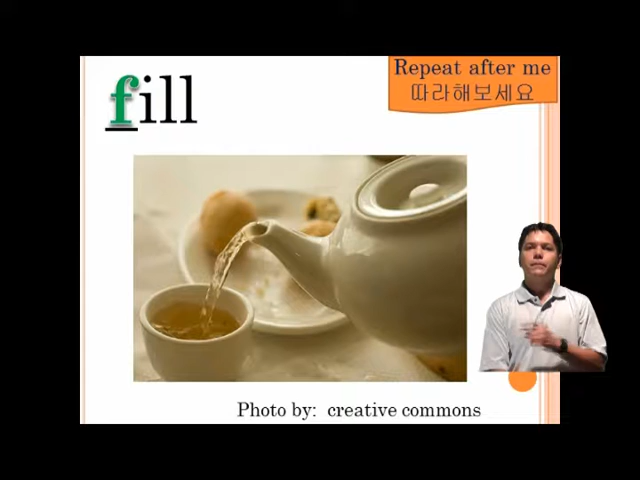 fill
Repeat after me
따라해보세요
Photo by: creative commons